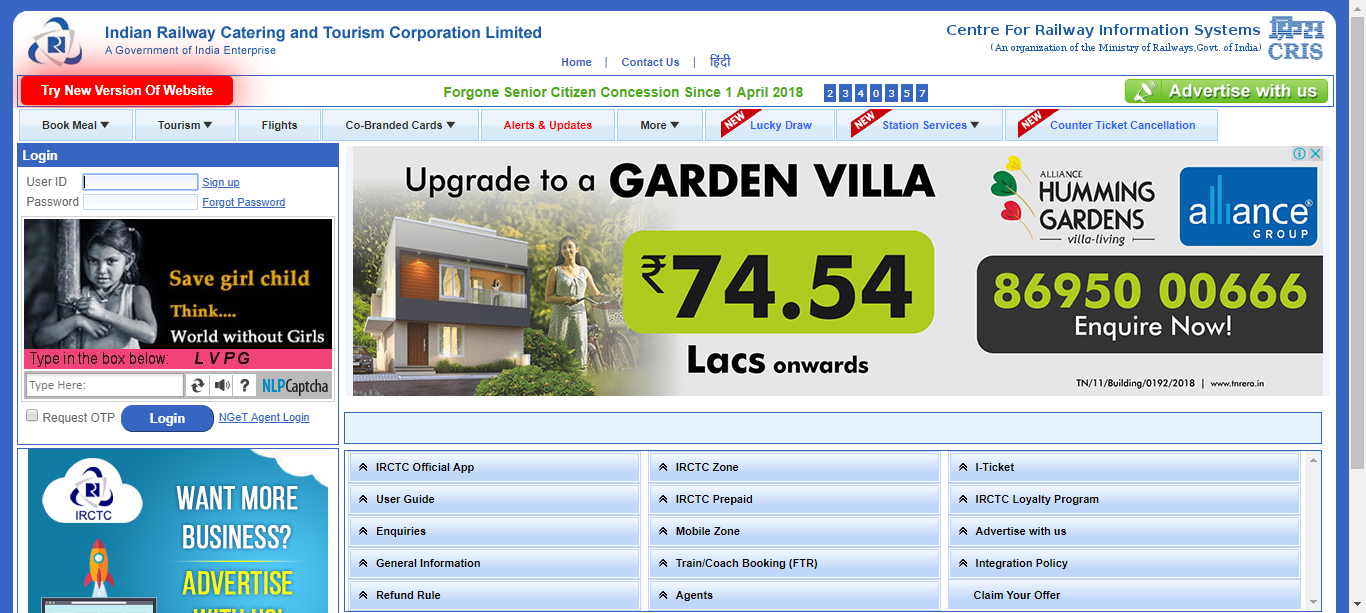 Indian Railway Catering and Tourism Corporation Limited
A Government of India Enterprise
Centre For Railway Information Systems
(An organization of the Ministry of Railways,Govt. of India)
क्रिस
CRIS
Home | Contact Us | हिंदी
Try New Version Of Website
Forgone Senior Citizen Concession Since 1 April 2018 2 3 4 0 3 5 7
Advertise with us
Book Meal
Tourism
Flights
Co-Branded Cards
Alerts & Updates
More
NEW Lucky Draw
NEW Station Services
NEW Counter Ticket Cancellation
Login
User ID Sign up
Password Forgot Password
Save girl child
Think....
World without Girls
Type in the box below: L V P G
Type Here: ? NLPCaptcha
Request OTP Login NGeT Agent Login
Upgrade to a GARDEN VILLA
₹74.54
Lacs onwards
ALLIANCE
HUMMING
GARDENS
villa-living
alliance®
GROUP
86950 00666
Enquire Now!
TN/11/Building/0192/2018 | www.tnrera.in
IRCTC
WANT MORE
BUSINESS?
ADVERTISE
WITH US!
IRCTC Official App
IRCTC Zone
I-Ticket
User Guide
IRCTC Prepaid
IRCTC Loyalty Program
Enquiries
Mobile Zone
Advertise with us
General Information
Train/Coach Booking (FTR)
Integration Policy
Refund Rule
Agents
Claim Your Offer